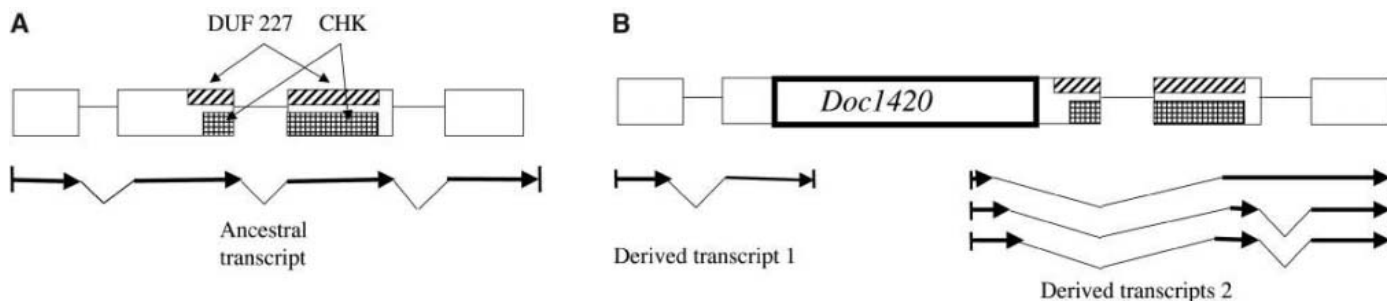 A
DUF 227 CHK
Ancestral
transcript
B
Doc1420
Derived transcript 1
Derived transcripts 2